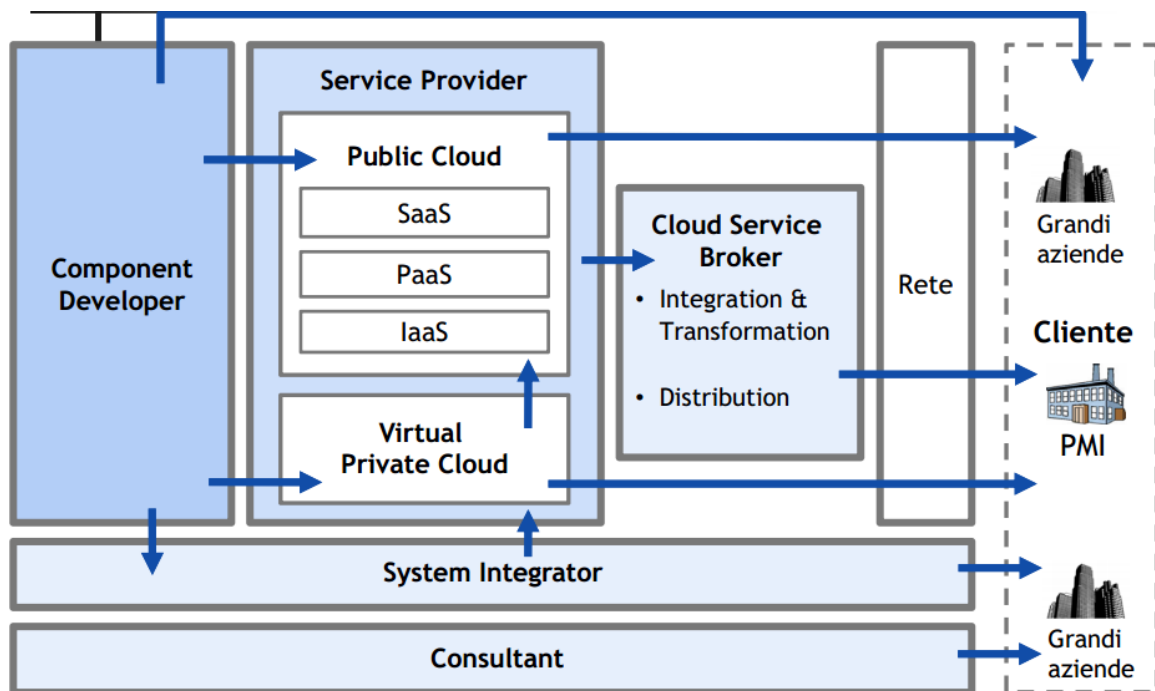 Component
Developer
Service Provider
Public Cloud
SaaS
PaaS
IaaS
Virtual
Private Cloud
Cloud Service
Broker
• Integration &
Transformation
• Distribution
Rete
Grandi
aziende
Cliente
PMI
Grandi
aziende
System Integrator
Consultant